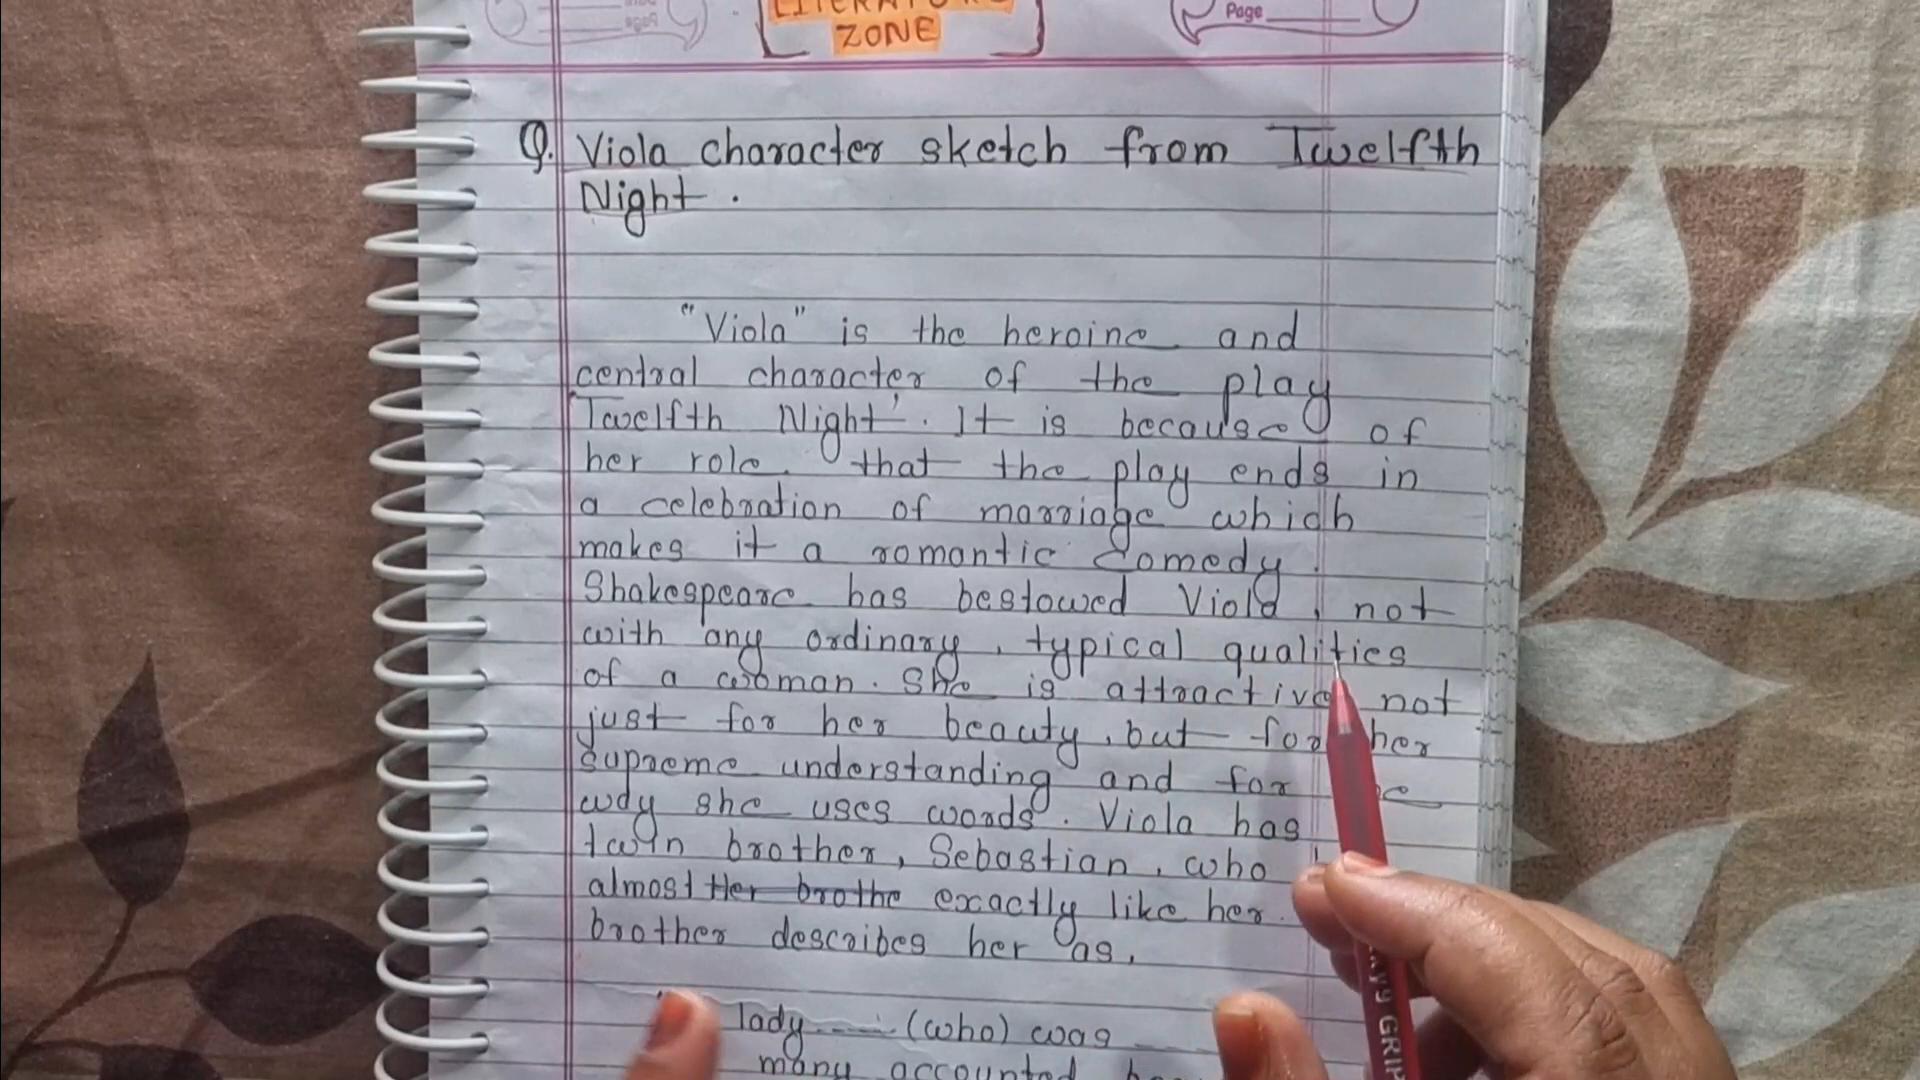 ZONE
Page
Page
Q. Viola character sketch from Twelfth
Night.
"Viola" is the heroine and
central character of the play
'Twelfth Night'. It is because of
her role that the play ends in
a celebration of marriage which
makes it a romantic comedy.
Shakespeare has bestowed Viola, not
with any ordinary, typical qualities
of a woman. She is attractive not
just for her beauty, but for her
supreme understanding and for
way she uses words. Viola has
twin brother, Sebastian, who
almost Her brothe exactly like her.
brother describes her as,
lady (who) was
many accounted
GRIP